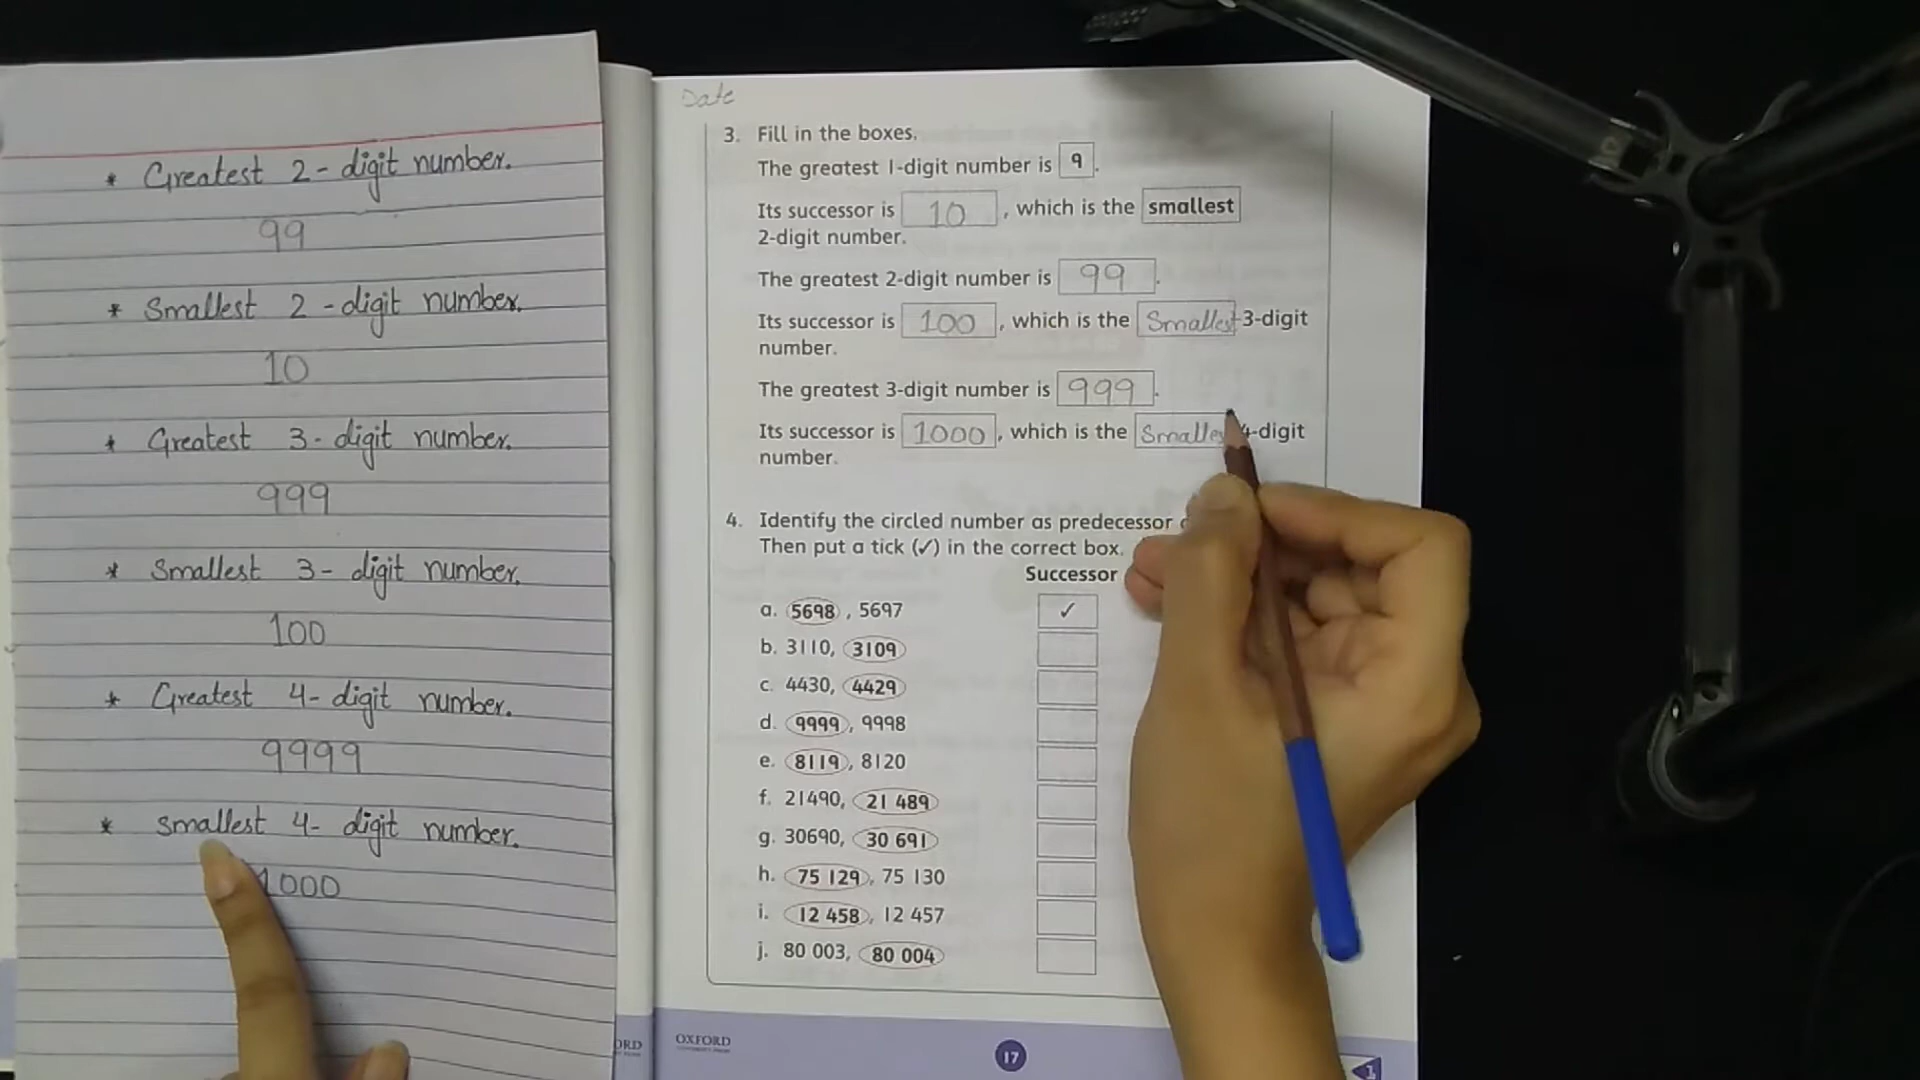 * Greatest 2 - digit number.
99
* Smallest 2 - digit number.
10
* Greatest 3 - digit number.
999
* Smallest 3 - digit number.
100
* Greatest 4 - digit number.
9999
* Smallest 4 - digit number.
1000
Date
3. Fill in the boxes.
The greatest 1-digit number is 9.
Its successor is 10, which is the smallest
2-digit number.
The greatest 2-digit number is 99.
Its successor is 100, which is the Smallest 3-digit
number.
The greatest 3-digit number is 999.
Its successor is 1000, which is the Smalles 4-digit
number.
4. Identify the circled number as predecessor
Then put a tick (✓) in the correct box.
Successor
a. 5698, 5697 ✓
b. 3110, 3109
c. 4430, 4429
d. 9999, 9998
e. 8119, 8120
f. 21490, 21 489
g. 30690, 30 691
h. 75 129, 75 130
i. 12 458, 12 457
j. 80 003, 80 004
ORD
OXFORD
17
1